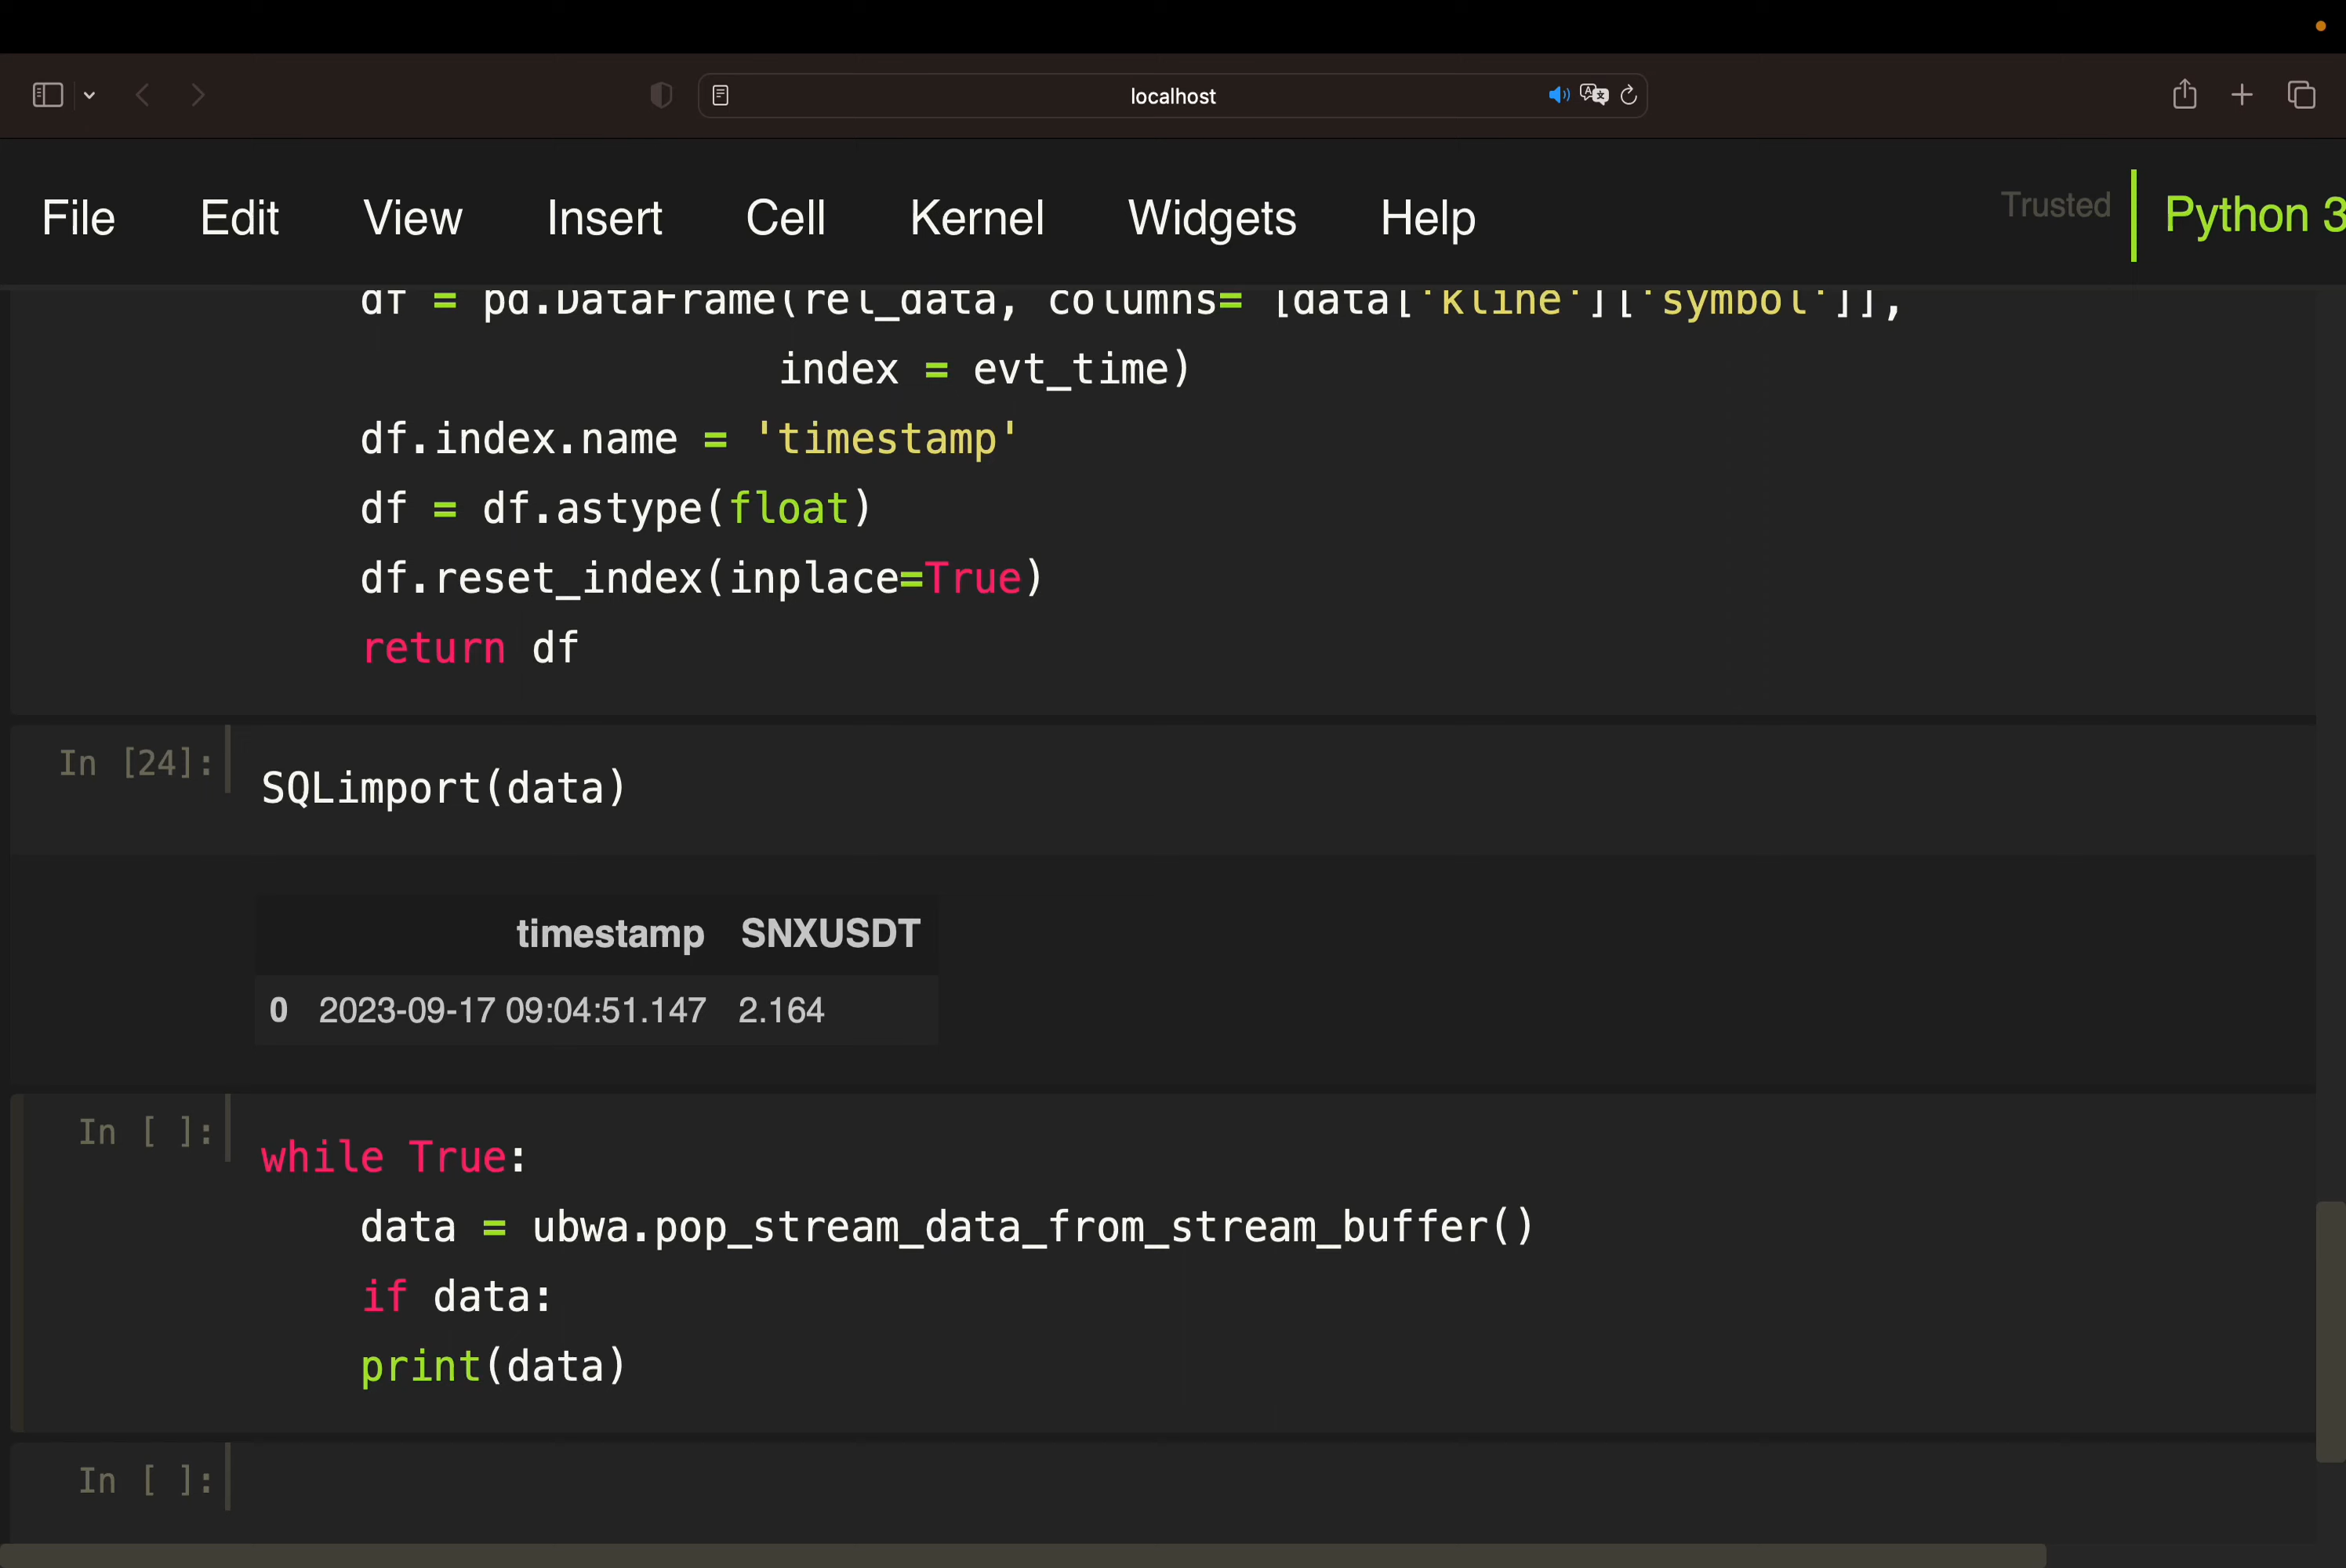 localhost
File Edit View Insert Cell Kernel Widgets Help Trusted Python 3
df = pd.DataFrame(rel_data, columns= [data['kline']['symbol']],
index = evt_time)
df.index.name = 'timestamp'
df = df.astype(float)
df.reset_index(inplace=True)
return df
In [24]: SQLimport(data)
timestamp SNXUSDT
0 2023-09-17 09:04:51.147 2.164
In [ ]: while True:
data = ubwa.pop_stream_data_from_stream_buffer()
if data:
print(data)
In [ ]: